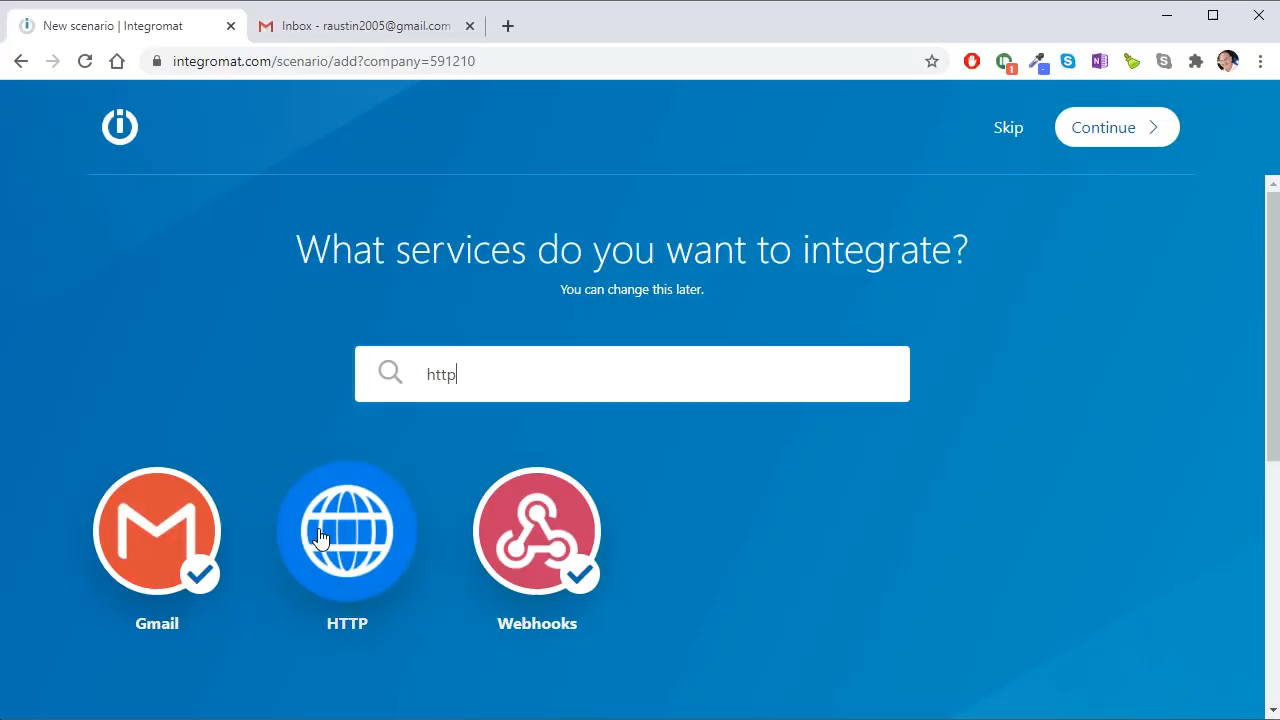 New scenario | Integromat
Inbox - raustin2005@gmail.com
integromat.com/scenario/add?company=591210
1
Skip
Continue
What services do you want to integrate?
You can change this later.
http
Gmail
HTTP
Webhooks